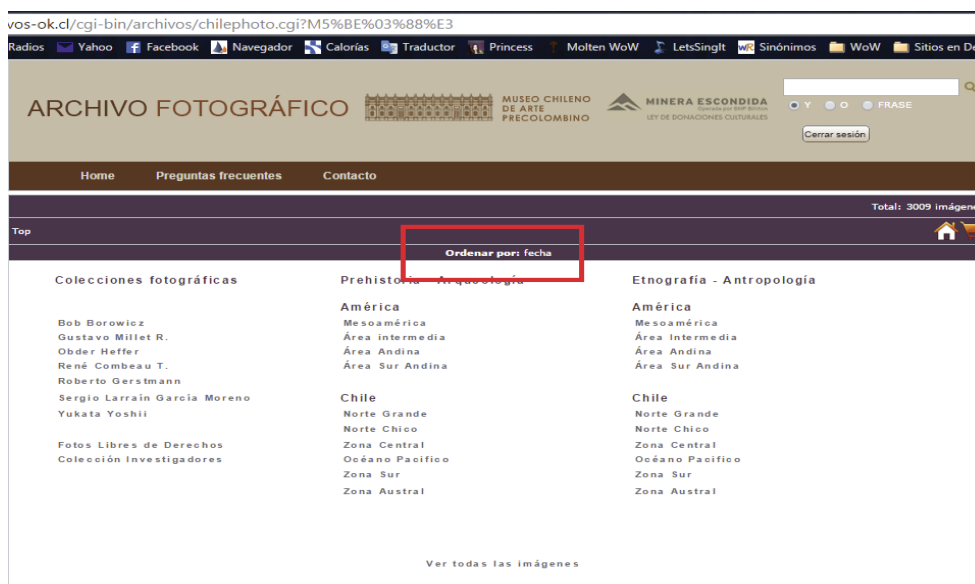 vos-ok.cl/cgi-bin/archivos/chilephoto.cgi?M5%BE%03%88%E3
Radios Yahoo Facebook Navegador Calorías Traductor Princess Molten WoW LetsSingIt Sinónimos WoW Sitios en De
ARCHIVO FOTOGRÁFICO
MUSEO CHILENO
DE ARTE
PRECOLOMBINO
MINERA ESCONDIDA
LEY DE DONACIONES CULTURALES
Y O FRASE
Cerrar sesión
Home Preguntas frecuentes Contacto
Total: 3009 imágene
Top
Ordenar por: fecha
Colecciones fotográficas
Bob Borowicz
Gustavo Millet R.
Obder Heffer
René Combeau T.
Roberto Gerstmann
Sergio Larraín García Moreno
Yukata Yoshii
Fotos Libres de Derechos
Colección Investigadores
Prehistoria - Arqueología
América
Mesoamérica
Área intermedia
Área Andina
Área Sur Andina
Chile
Norte Grande
Norte Chico
Zona Central
Océano Pacifico
Zona Sur
Zona Austral
Etnografía - Antropología
América
Mesoamérica
Área Intermedia
Área Andina
Área Sur Andina
Chile
Norte Grande
Norte Chico
Zona Central
Océano Pacifico
Zona Sur
Zona Austral
Ver todas las imágenes